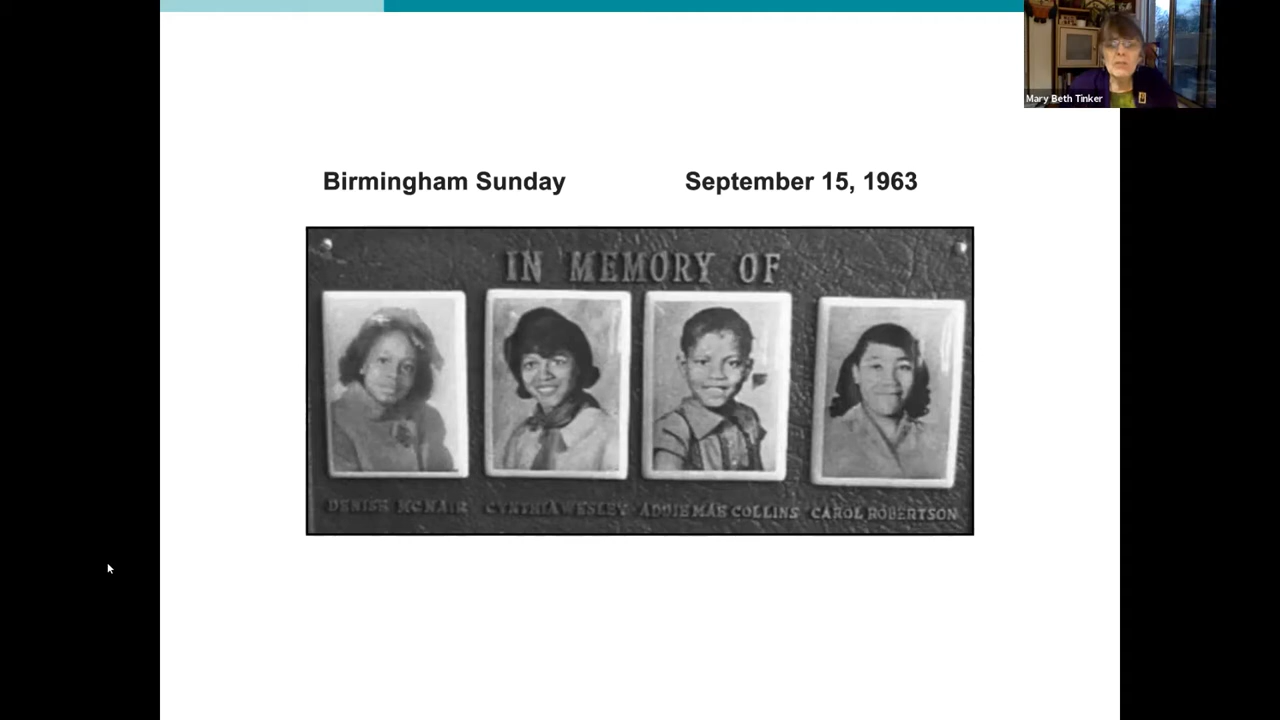 Mary Beth Tinker
Birmingham Sunday September 15, 1963
IN MEMORY OF
DENISE MCNAIR CYNTHIA WESLEY ADDIE MAE COLLINS CAROL ROBERTSON